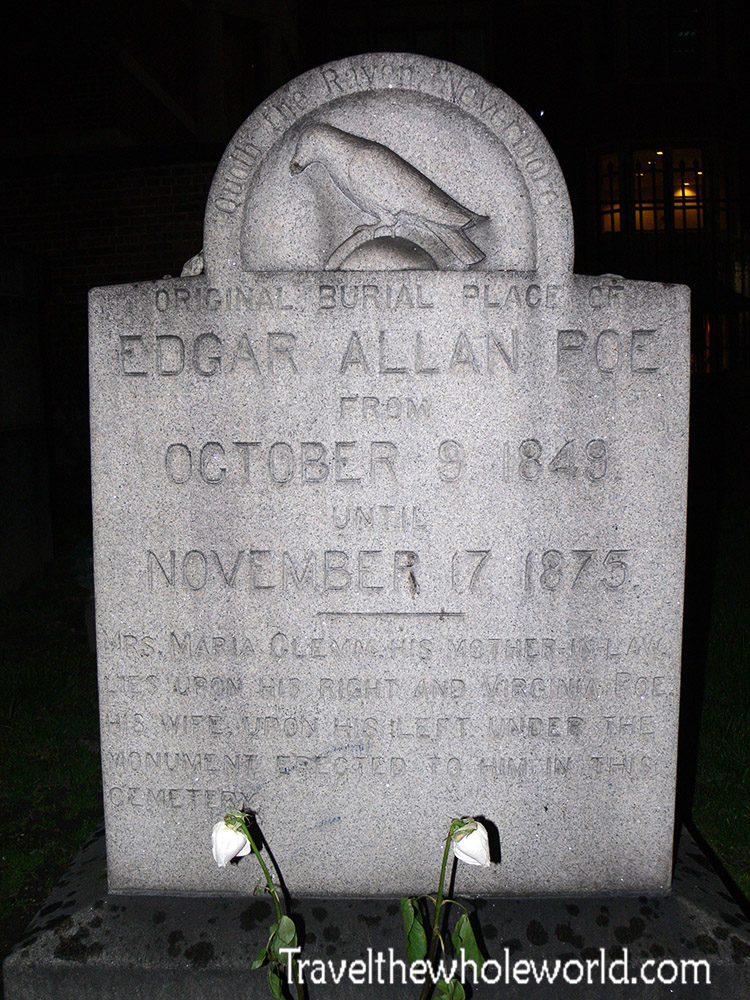 Quoth the Raven "Nevermore
ORIGINAL BURIAL PLACE OF
EDGAR ALLAN POE
FROM
OCTOBER 9 1849.
UNTIL
NOVEMBER 17 1875
MRS. MARIA CLEMM, HIS MOTHER-IN-LAW,
LIES UPON HIS RIGHT AND VIRGINIA POE,
HIS WIFE, UPON HIS LEFT UNDER THE
MONUMENT ERECTED TO HIM IN THIS
CEMETERY
Travelthewholeworld.com